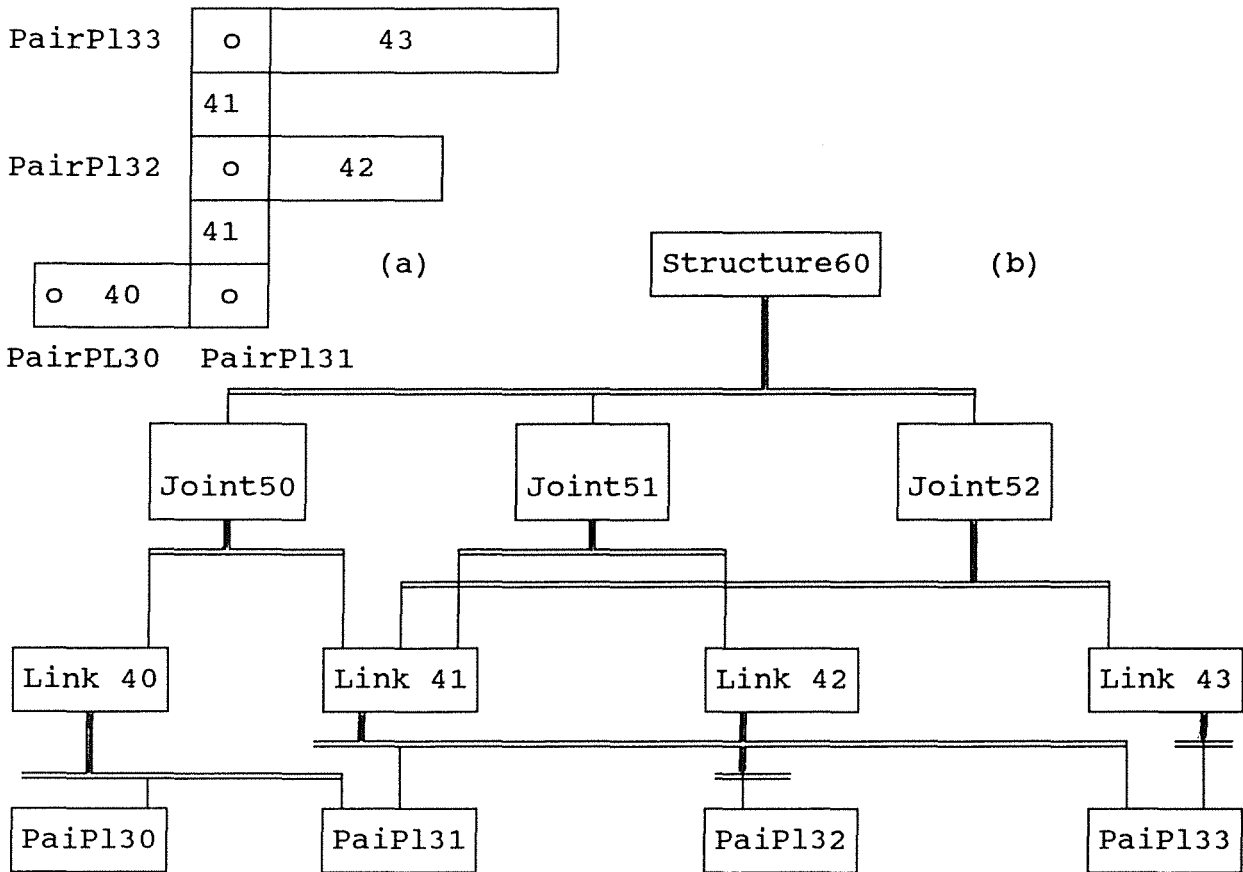 PairPl33 o 43
41
PairPl32 o 42
41
(a) Structure60 (b)
o 40 o
PairPL30 PairPl31
Joint50 Joint51 Joint52
Link 40 Link 41 Link 42 Link 43
PaiPl30 PaiPl31 PaiPl32 PaiPl33